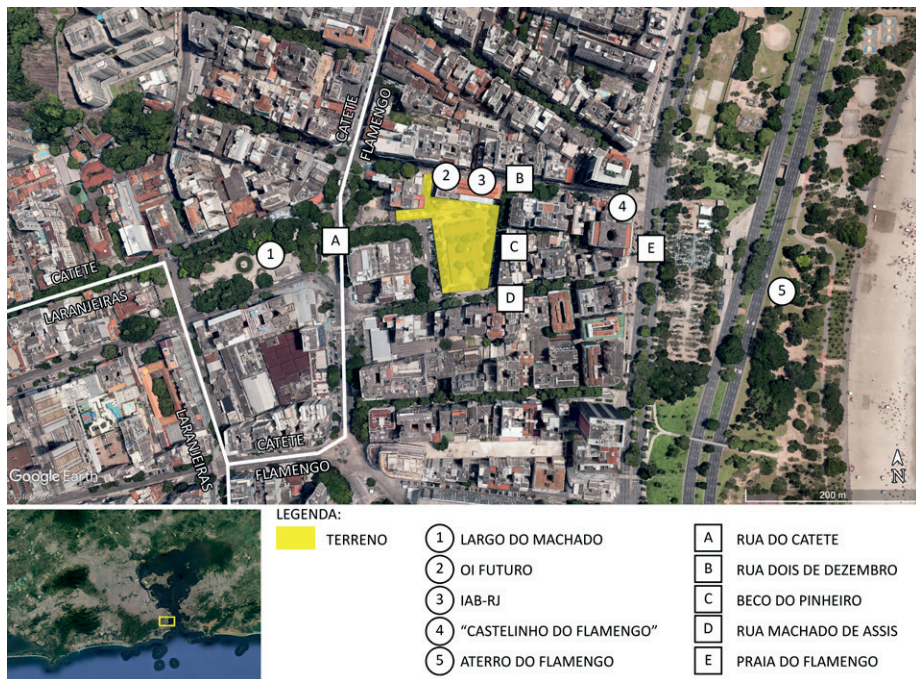 CATETE
FLAMENGO
2
3
B
4
A
1
C
E
CATETE
LARANJEIRAS
D
5
LARANJEIRAS
CATETE
FLAMENGO
Google Earth
N
200 m
LEGENDA:
TERRENO
1 LARGO DO MACHADO
2 OI FUTURO
3 IAB-RJ
4 “CASTELINHO DO FLAMENGO”
5 ATERRO DO FLAMENGO
A RUA DO CATETE
B RUA DOIS DE DEZEMBRO
C BECO DO PINHEIRO
D RUA MACHADO DE ASSIS
E PRAIA DO FLAMENGO